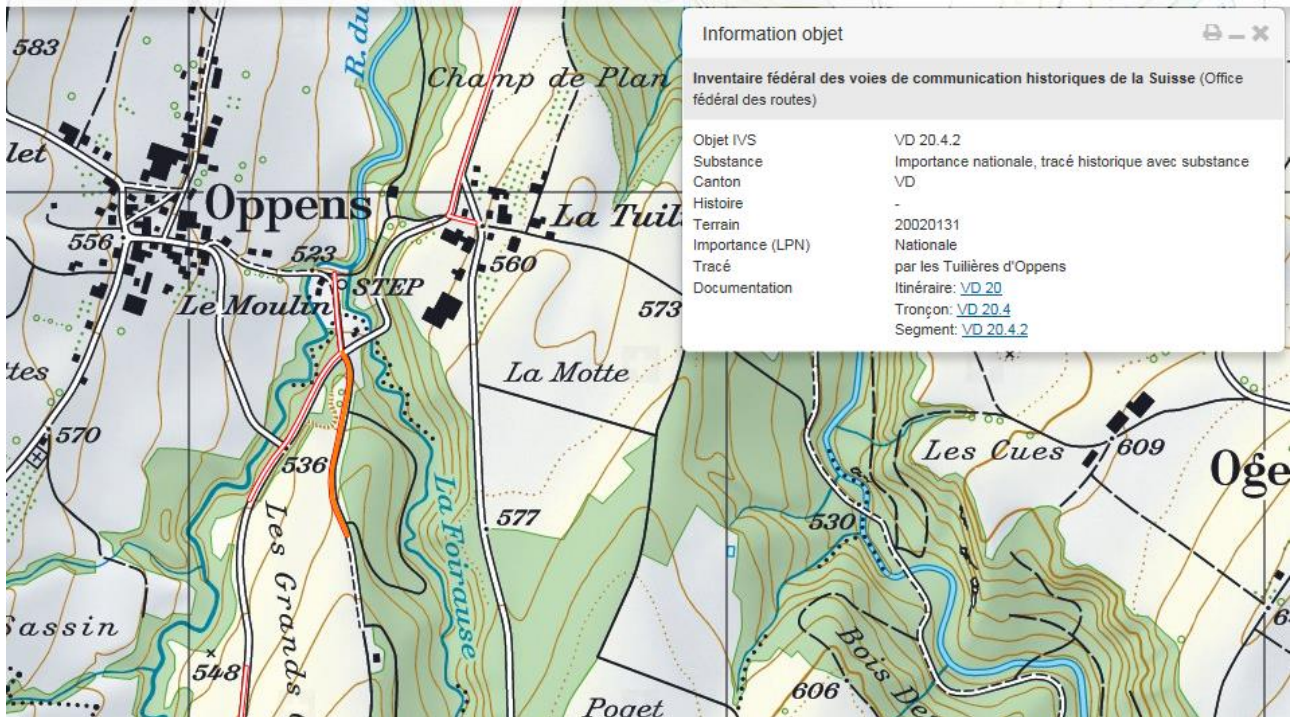 583
R. du
Champ de Plan
let
Oppens
La Tuil
556
523
560
STEP
Le Moulin
573
ttes
La Motte
570
536
Les Cues
609
Oge
La Foirause
577
530
Les Grands
Sassin
548
Bois De
606
Poget
Information objet
Inventaire fédéral des voies de communication historiques de la Suisse (Office
fédéral des routes)
Objet IVS VD 20.4.2
Substance Importance nationale, tracé historique avec substance
Canton VD
Histoire -
Terrain 20020131
Importance (LPN) Nationale
Tracé par les Tuilières d'Oppens
Documentation Itinéraire: VD 20
Tronçon: VD 20.4
Segment: VD 20.4.2